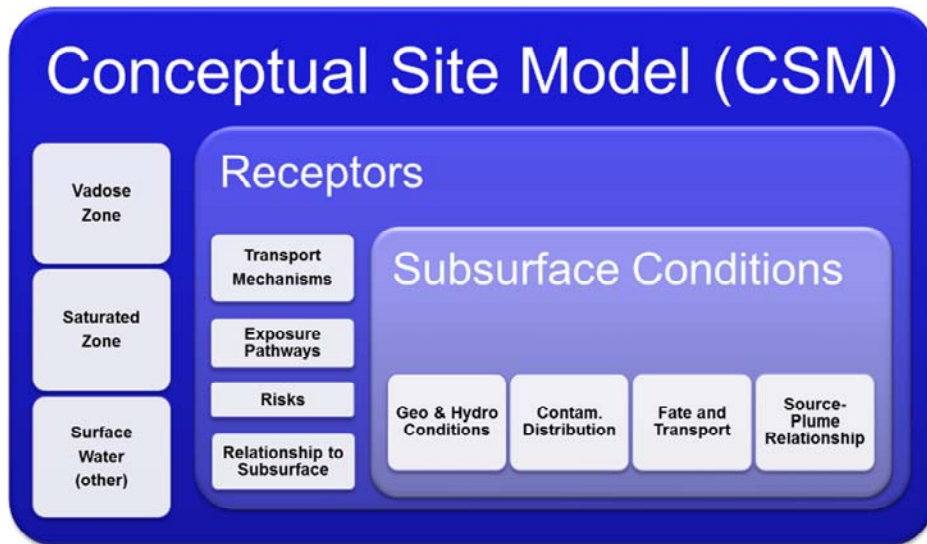 Conceptual Site Model (CSM)
Vadose
Zone
Saturated
Zone
Surface
Water
(other)
Receptors
Transport
Mechanisms
Exposure
Pathways
Risks
Relationship to
Subsurface
Subsurface Conditions
Geo & Hydro
Conditions
Contam.
Distribution
Fate and
Transport
Source-
Plume
Relationship